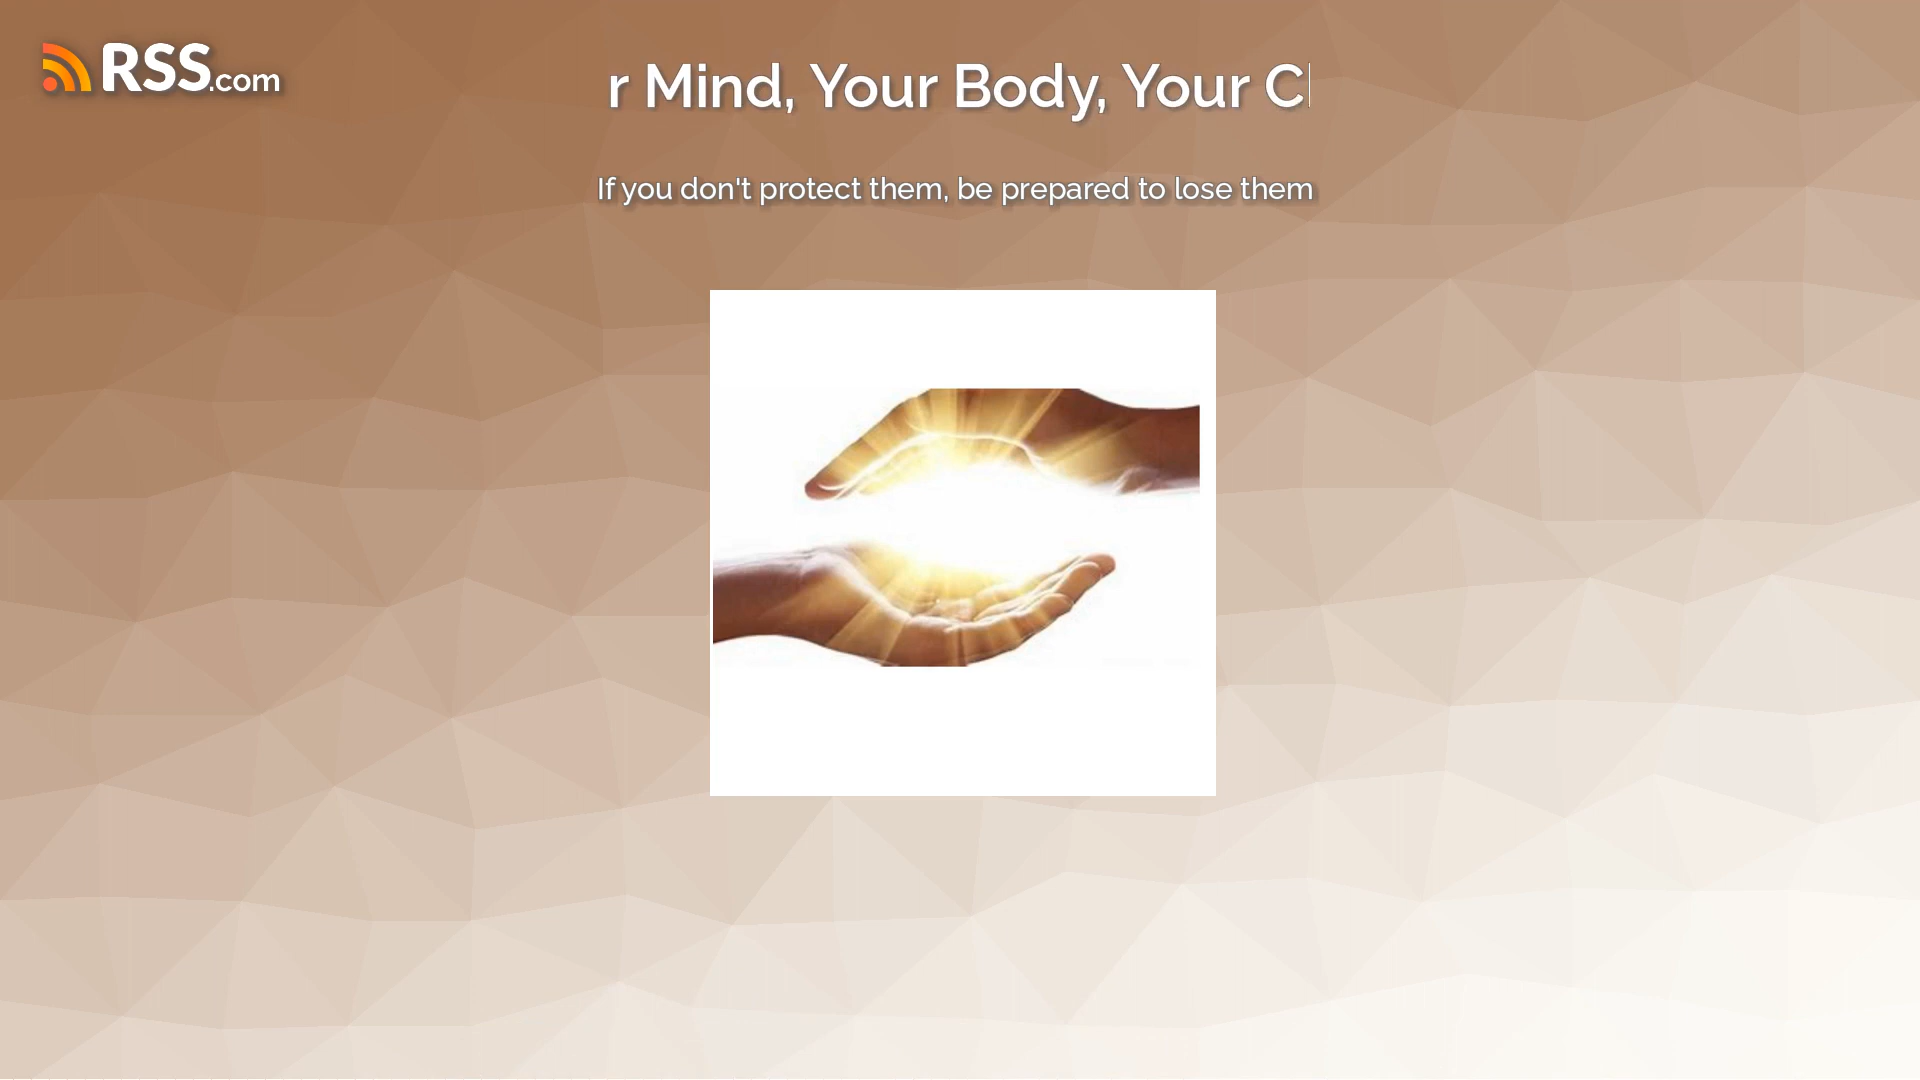 RSS.com
r Mind, Your Body, Your C
If you don't protect them, be prepared to lose them